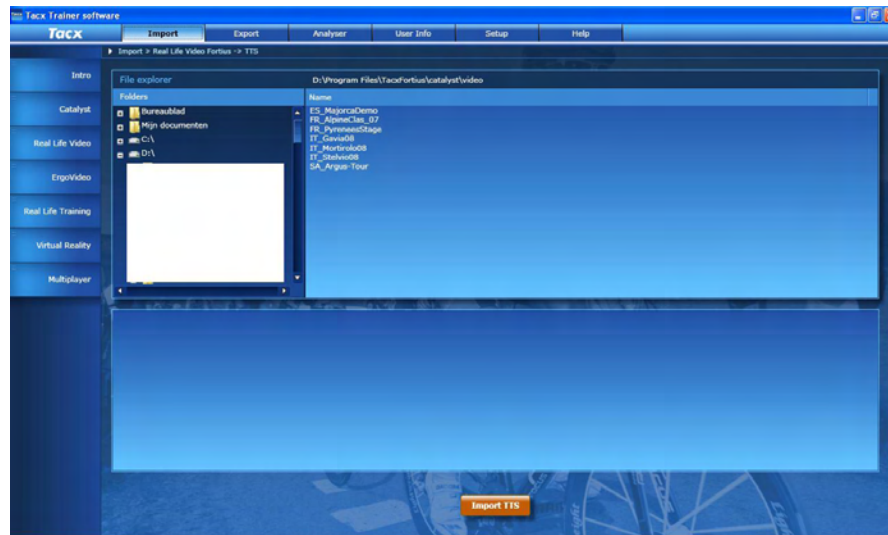 Tacx Trainer software
Tacx Import Export Analyser User Info Setup Help
Import > Real Life Video Fortius -> TTS
Intro
Catalyst
Real Life Video
ErgoVideo
Real Life Training
Virtual Reality
Multiplayer
File explorer D:\Program Files\TacxFortius\catalyst\video
Folders
Bureaublad
Mijn documenten
C:\
D:\
Name
ES_MajorcaDemo
FR_AlpineClas_07
FR_PyreneesStage
IT_Gavia08
IT_Mortirolo08
IT_Stelvio08
SA_Argus-Tour
Import TTS